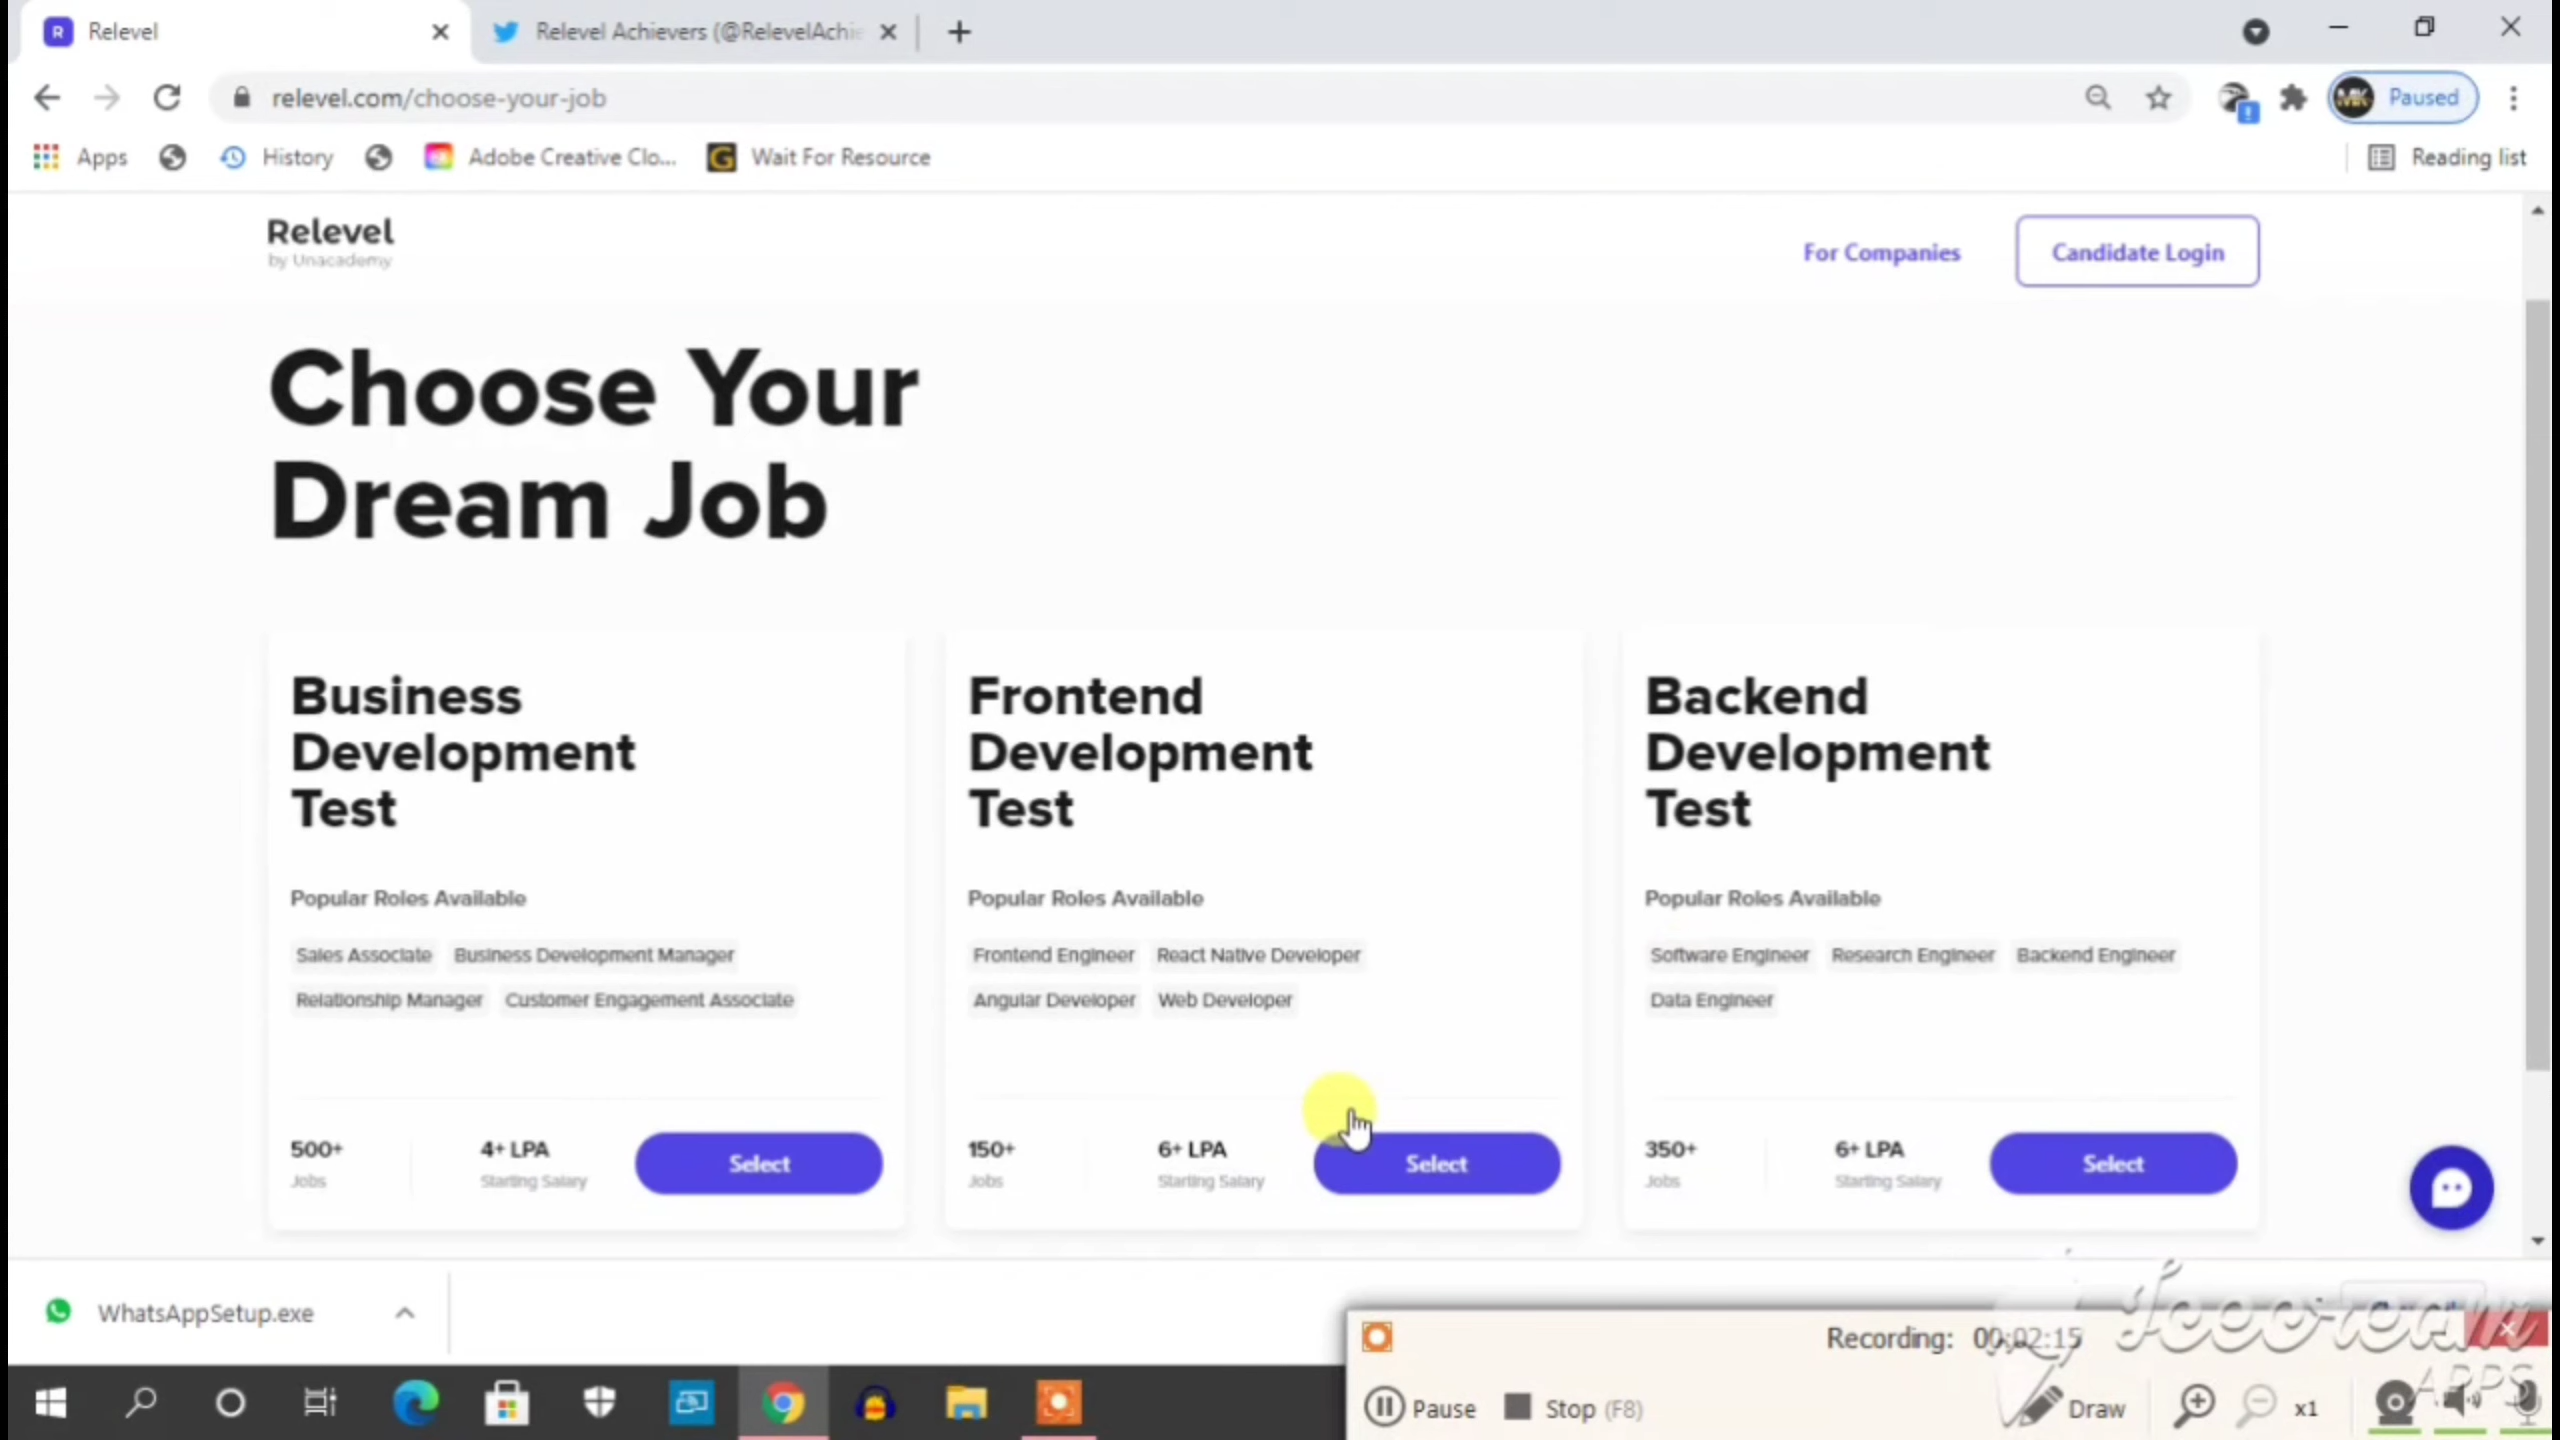 Relevel
Relevel Achievers (@RelevelAchie
relevel.com/choose-your-job
Paused
Apps
History
Adobe Creative Clo...
Wait For Resource
Reading list
Relevel
by Unacademy
For Companies
Candidate Login
Choose Your
Dream Job
Business
Development
Test
Popular Roles Available
Sales Associate
Business Development Manager
Relationship Manager
Customer Engagement Associate
500+
Jobs
4+ LPA
Starting Salary
Select
Frontend
Development
Test
Popular Roles Available
Frontend Engineer
React Native Developer
Angular Developer
Web Developer
150+
Jobs
6+ LPA
Starting Salary
Select
Backend
Development
Test
Popular Roles Available
Software Engineer
Research Engineer
Backend Engineer
Data Engineer
350+
Jobs
6+ LPA
Starting Salary
Select
WhatsAppSetup.exe
Recording: 00:02:15
Pause
Stop (F8)
Draw
x1
APPS